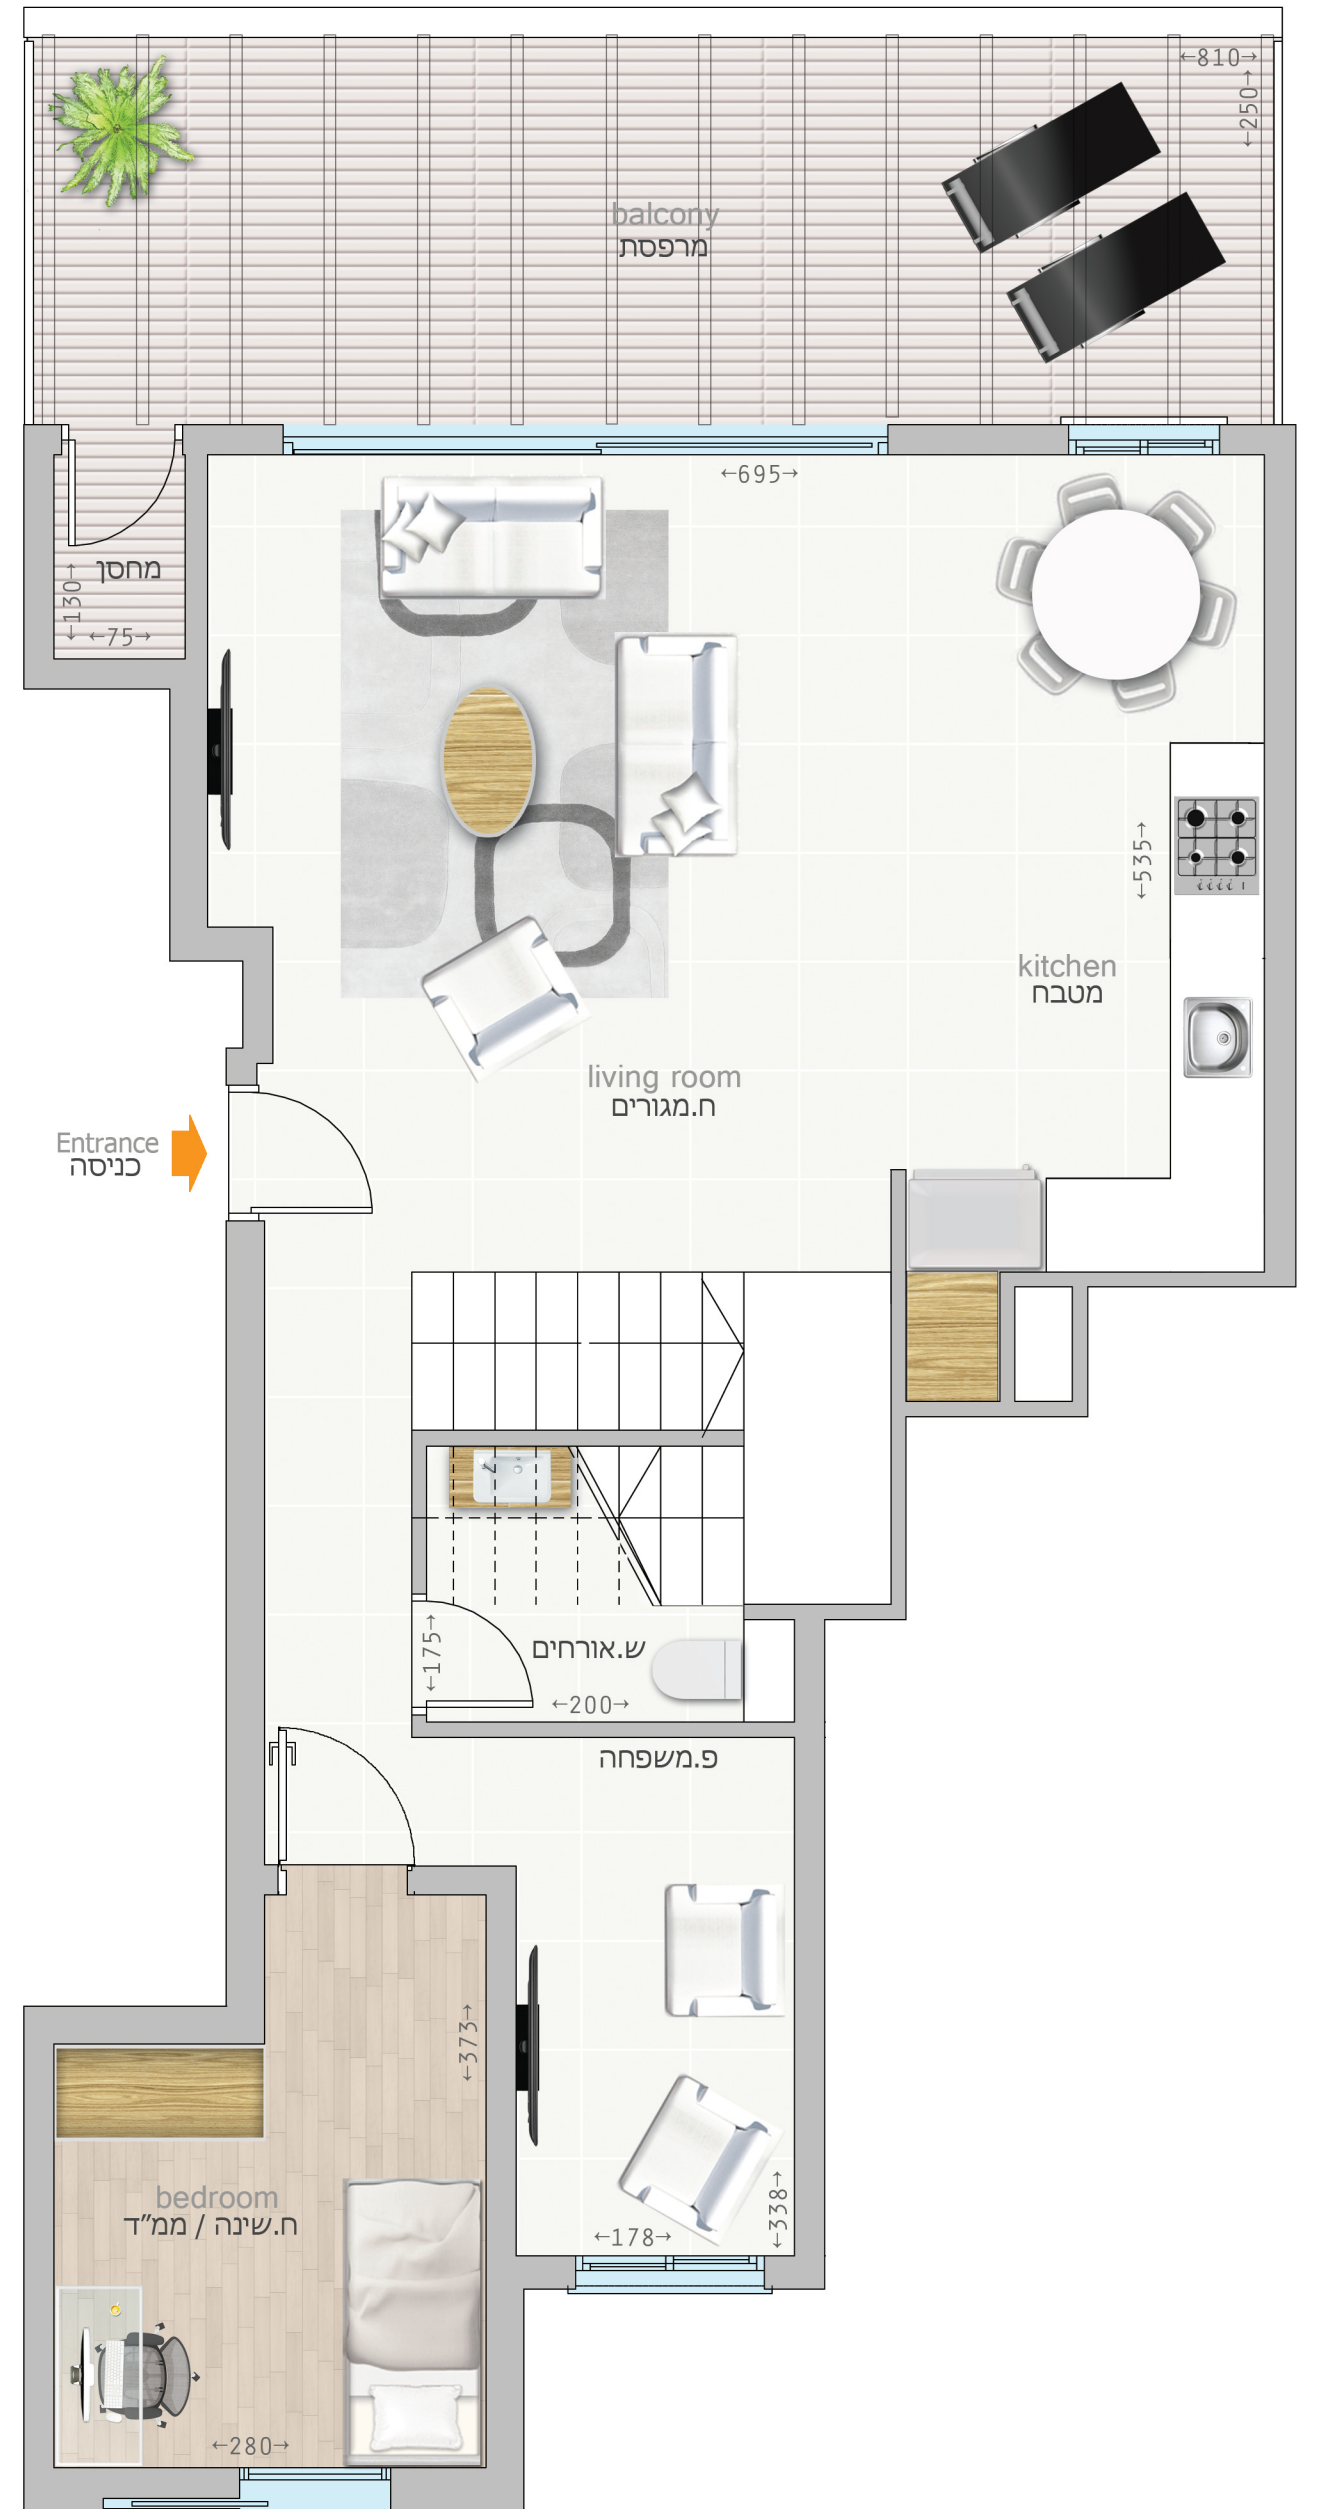 ←810→
←250→
balcony
מרפסת
←695→
מחסן
←130→
←75→
←535→
kitchen
מטבח
living room
ח.מגורים
Entrance
כניסה
←175→
ש.אורחים
←200→
פ.משפחה
←373→
bedroom
ח.שינה / ממ״ד
←338→
←178→
←280→